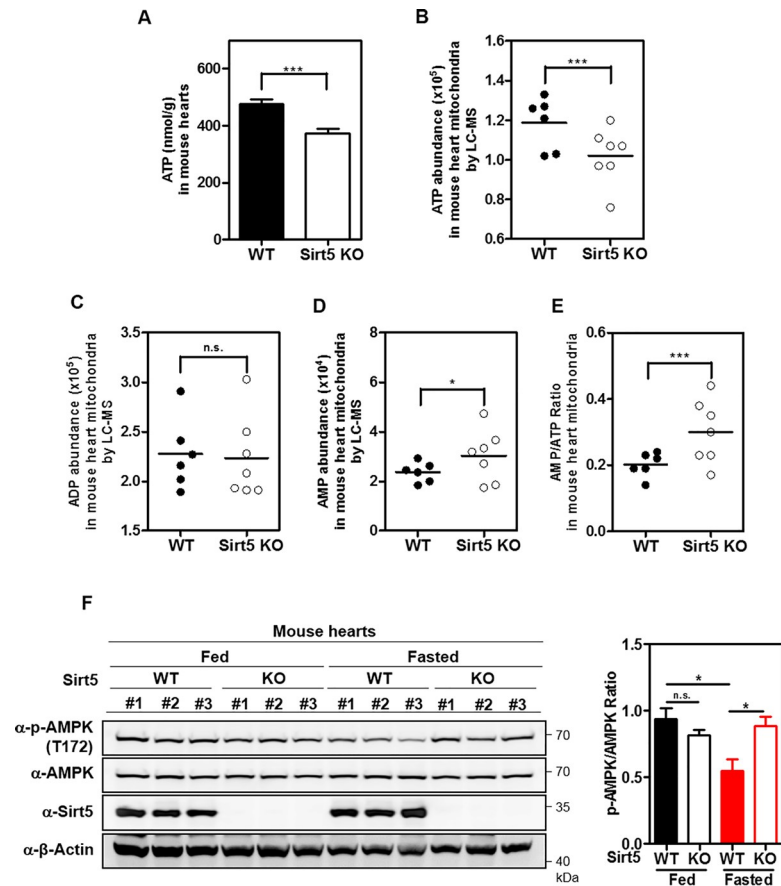 A
ATP (nmol/g)
in mouse hearts
600
400
200
0
***
WT
Sirt5 KO
B
ATP abundance (x10⁵)
in mouse heart mitochondria
by LC-MS
1.6
1.4
1.2
1.0
0.8
0.6
***
WT
Sirt5 KO
C
ADP abundance (x10⁵)
in mouse heart mitochondria
by LC-MS
3.5
3.0
2.5
2.0
1.5
n.s.
WT
Sirt5 KO
D
AMP abundance (x10⁴)
in mouse heart mitochondria
by LC-MS
8
6
4
2
0
*
WT
Sirt5 KO
E
AMP/ATP Ratio
in mouse heart mitochondria
0.6
0.4
0.2
0.0
***
WT
Sirt5 KO
F
Mouse hearts
Fed Fasted
Sirt5 WT KO WT KO
#1 #2 #3 #1 #2 #3 #1 #2 #3 #1 #2 #3
α-p-AMPK
(T172)
70
α-AMPK
70
α-Sirt5
35
α-β-Actin
40
kDa
p-AMPK/AMPK Ratio
1.5
1.0
0.5
0.0
*
n.s.
*
Sirt5 WT KO WT KO
Fed Fasted